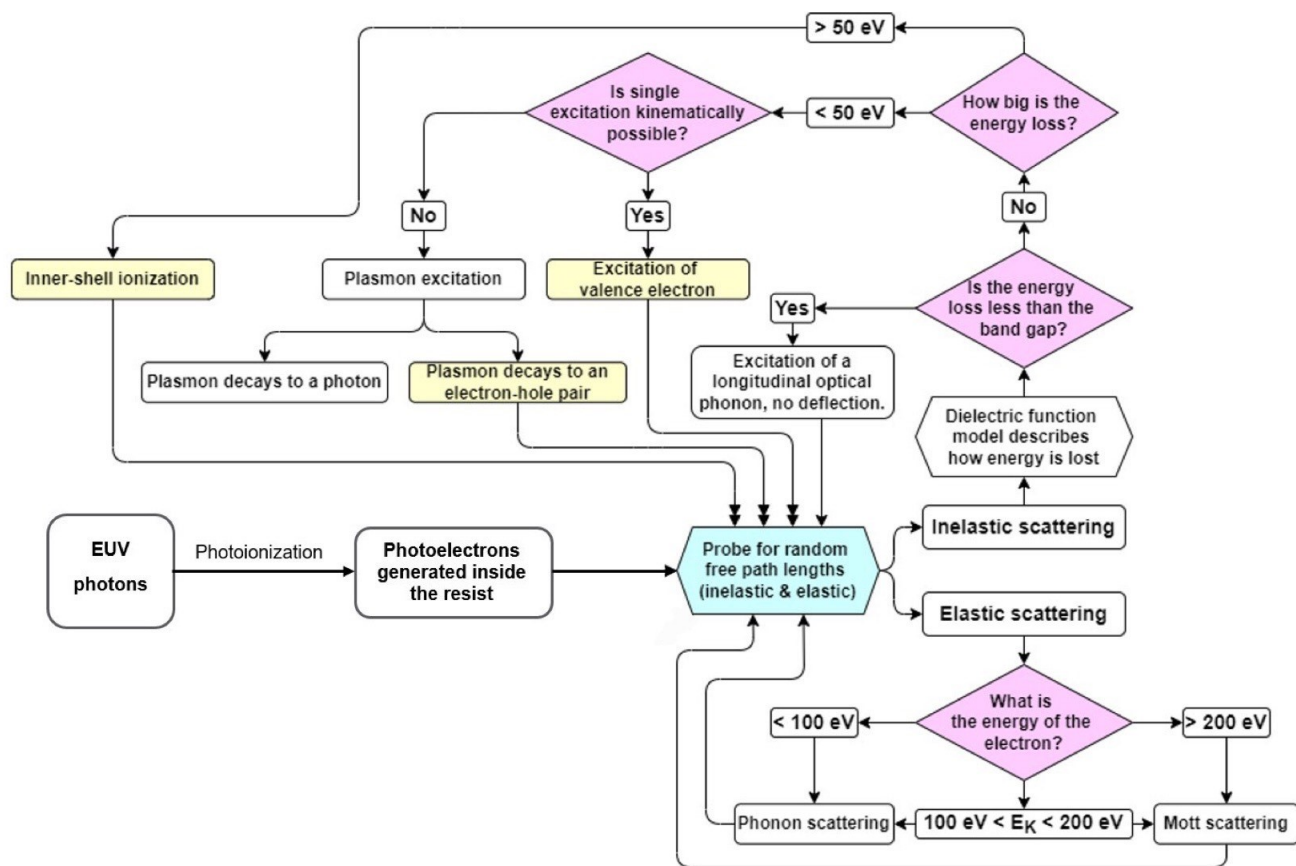 > 50 eV
Is single
excitation kinematically
possible?
< 50 eV
How big is the
energy loss?
No
Yes
No
Inner-shell ionization
Plasmon excitation
Excitation of
valence electron
Yes
Is the energy
loss less than the
band gap?
Plasmon decays to a photon
Plasmon decays to an
electron-hole pair
Excitation of a
longitudinal optical
phonon, no deflection.
Dielectric function
model describes
how energy is lost
EUV
photons
Photoionization
Photoelectrons
generated inside
the resist
Probe for random
free path lengths
(inelastic & elastic)
Inelastic scattering
Elastic scattering
What is
the energy of the
electron?
< 100 eV
> 200 eV
Phonon scattering
100 eV < E_K < 200 eV
Mott scattering